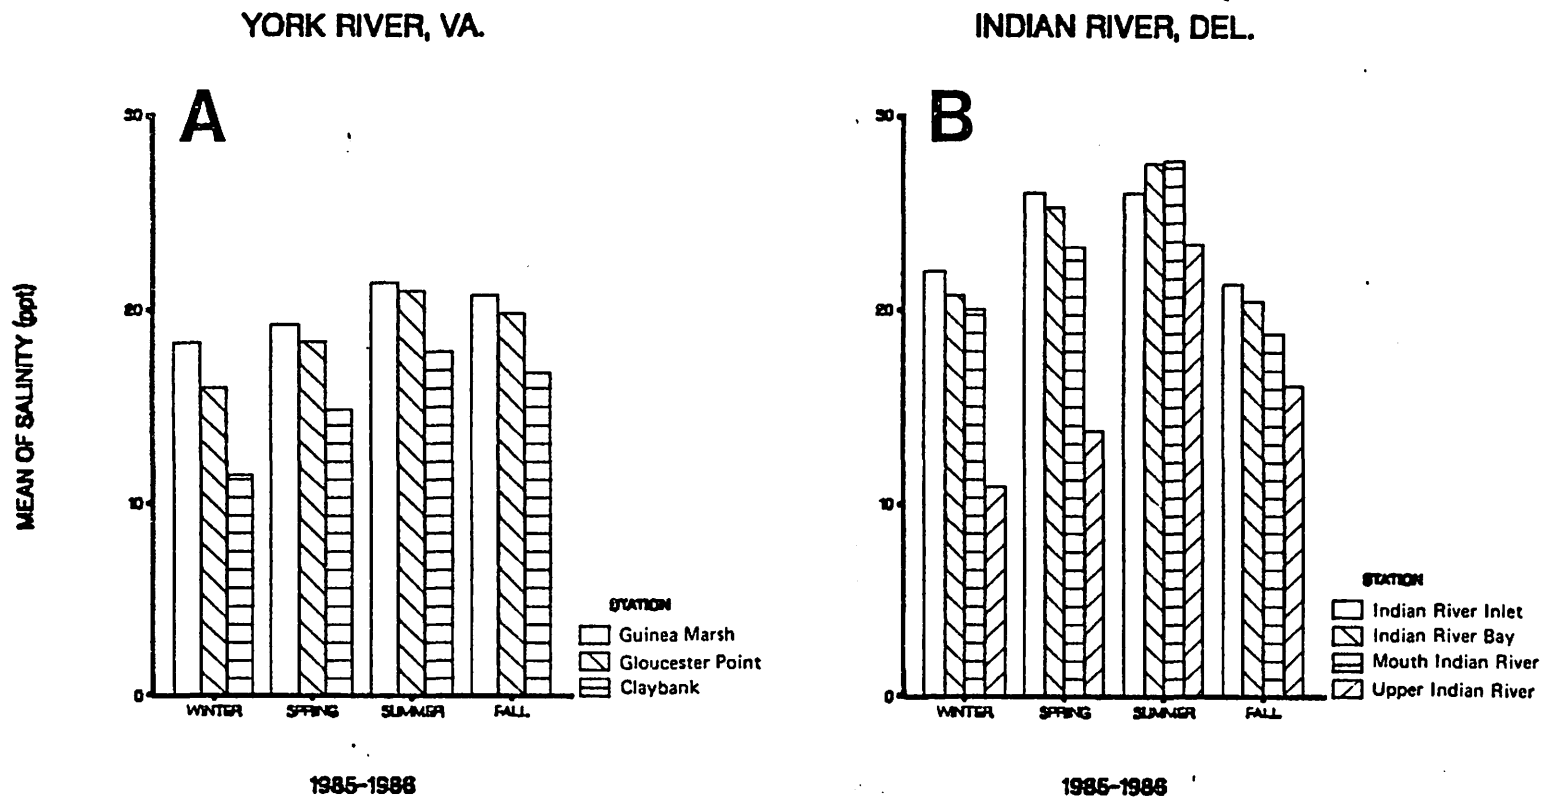 YORK RIVER, VA.
INDIAN RIVER, DEL.
A
B
MEAN OF SALINITY (ppt)
30
20
10
0
WINTER SPRING SUMMER FALL
STATION
Guinea Marsh
Gloucester Point
Claybank
1985-1986
30
20
10
0
WINTER SPRING SUMMER FALL
STATION
Indian River Inlet
Indian River Bay
Mouth Indian River
Upper Indian River
1985-1986